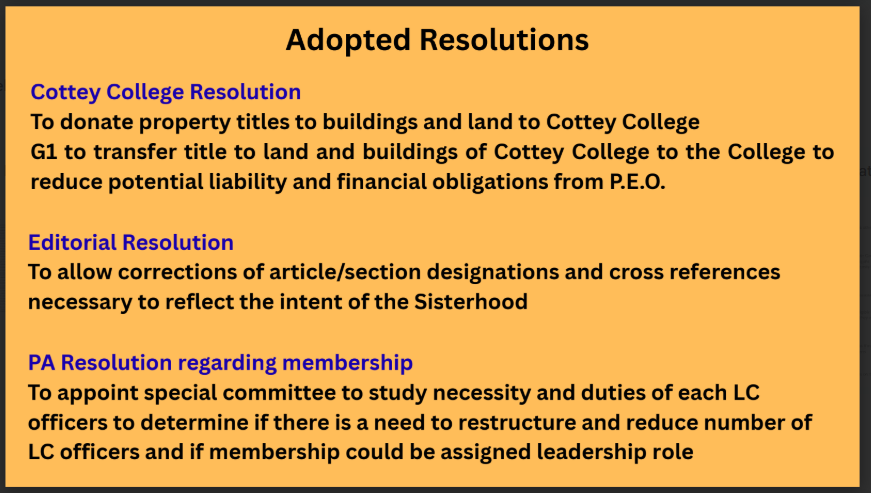 Adopted Resolutions
Cottey College Resolution
To donate property titles to buildings and land to Cottey College
G1 to transfer title to land and buildings of Cottey College to the College to
reduce potential liability and financial obligations from P.E.O.
Editorial Resolution
To allow corrections of article/section designations and cross references
necessary to reflect the intent of the Sisterhood
PA Resolution regarding membership
To appoint special committee to study necessity and duties of each LC
officers to determine if there is a need to restructure and reduce number of
LC officers and if membership could be assigned leadership role